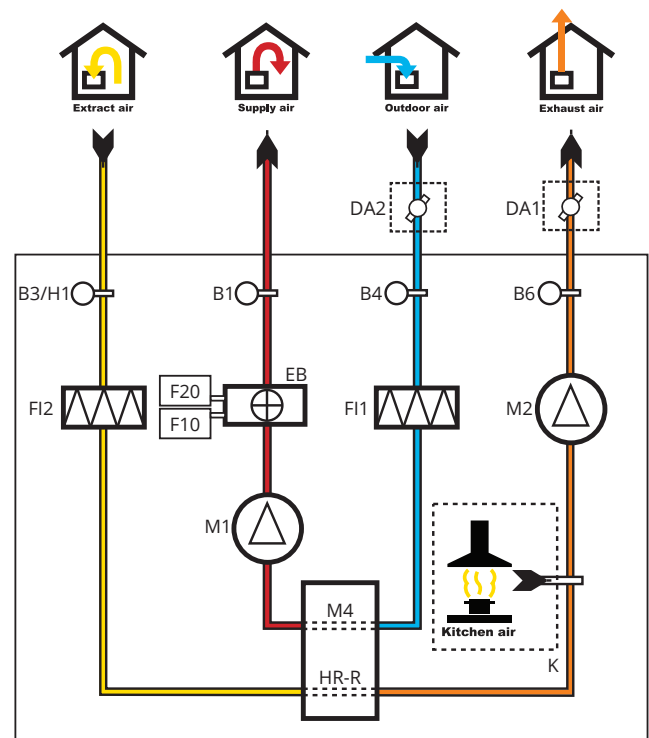 Extract air
Supply air
Outdoor air
Exhaust air
DA2
DA1
B3/H1
B1
B4
B6
EB
F20
F10
FI2
FI1
M2
M1
M4
Kitchen air
K
HR-R